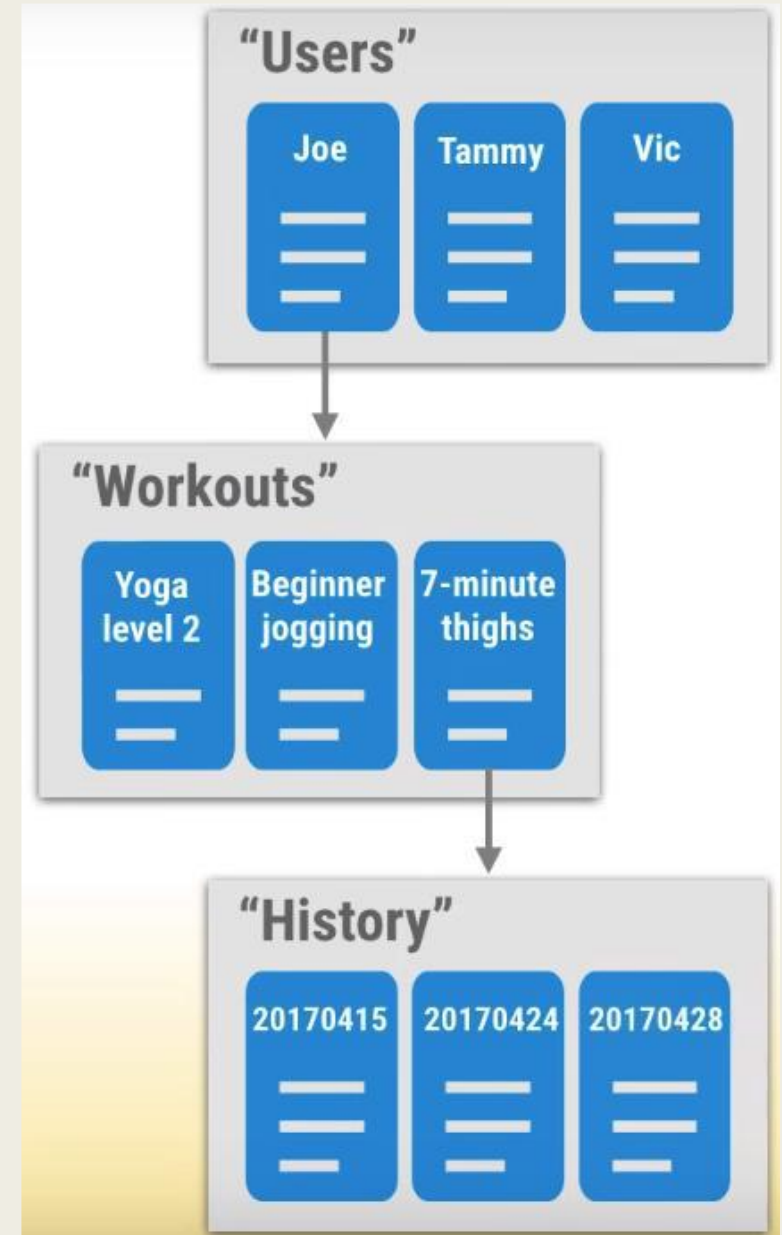 “Users”
Joe
Tammy
Vic
“Workouts”
Yoga
level 2
Beginner
jogging
7-minute
thighs
“History”
20170415
20170424
20170428